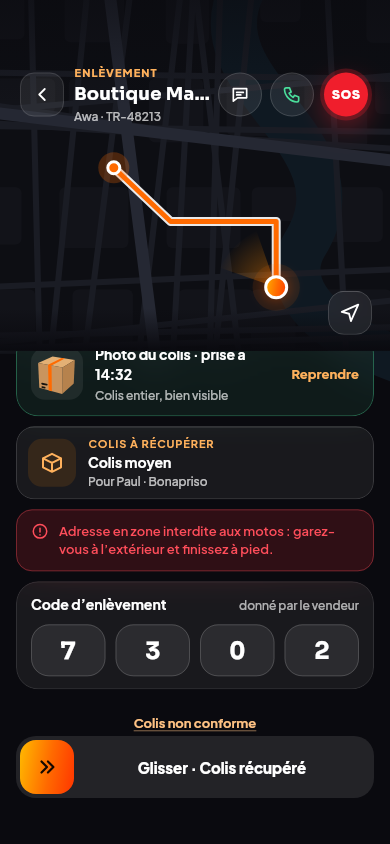 ENLÈVEMENT
Boutique Ma...
SOS
Awa · TR-48213
Photo du colis · prise à
14:32
Reprendre
Colis entier, bien visible
COLIS À RÉCUPÉRER
Colis moyen
Pour Paul · Bonapriso
Adresse en zone interdite aux motos : garez-
vous à l'extérieur et finissez à pied.
Code d'enlèvement
donné par le vendeur
7 3 0 2
Colis non conforme
Glisser · Colis récupéré